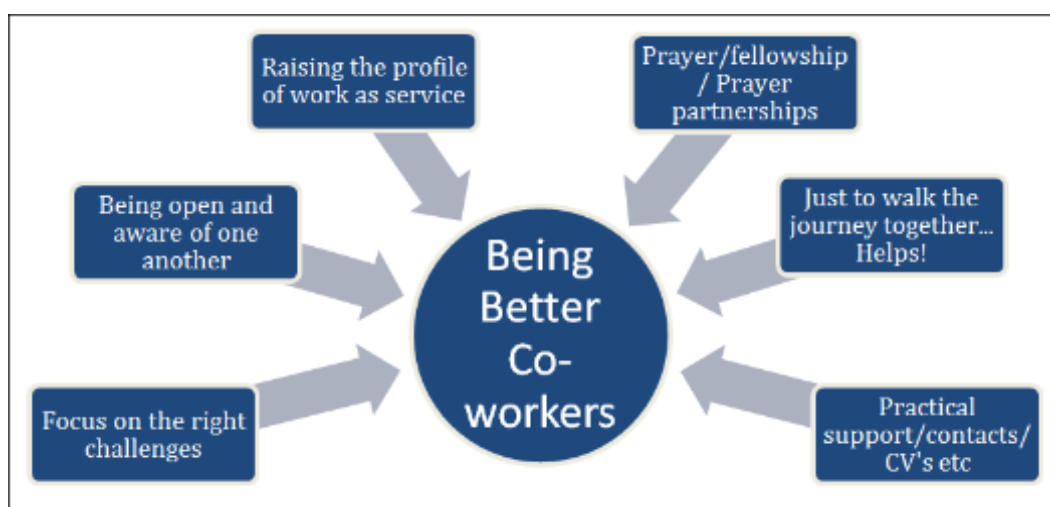 Raising the profile
of work as service
Prayer/fellowship
/ Prayer
partnerships
Being open and
aware of one
another
Just to walk the
journey together...
Helps!
Being
Better
Co-
workers
Focus on the right
challenges
Practical
support/contacts/
CV's etc